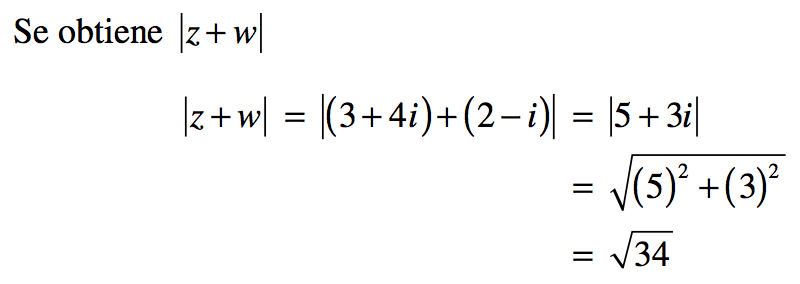 Se obtiene |z+w|
|z+w| = |(3+4i)+(2−i)| = |5+3i|
= √((5)² +(3)²)
= √34